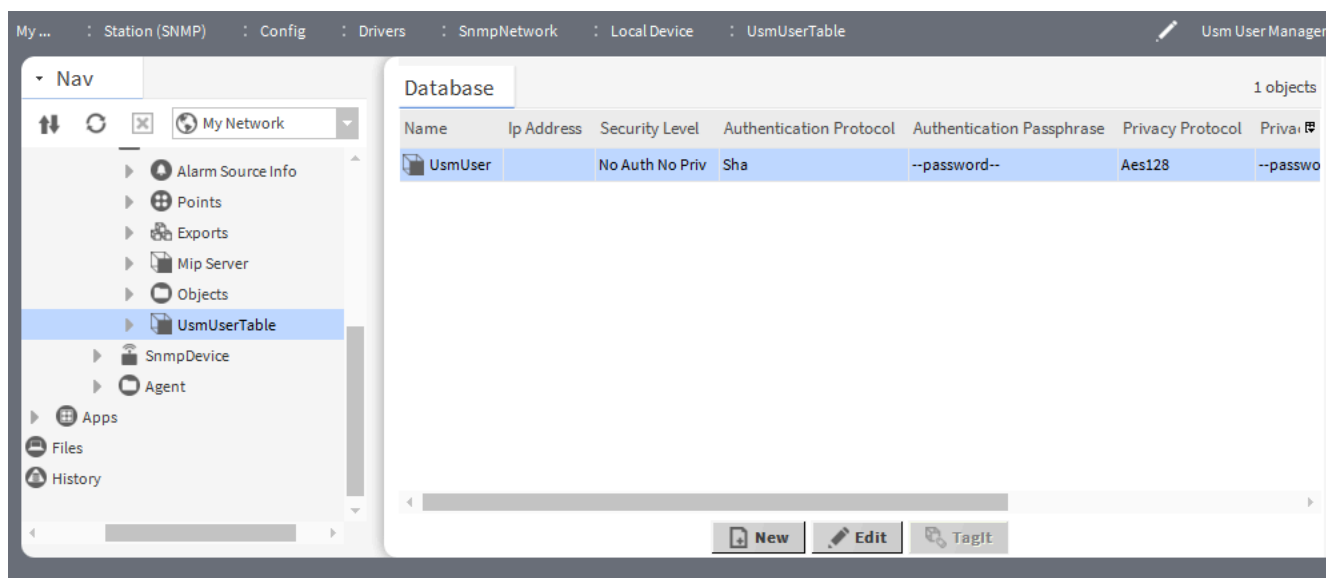 My ... : Station (SNMP) : Config : Drivers : SnmpNetwork : Local Device : UsmUserTable Usm User Manager
Nav
My Network
Alarm Source Info
Points
Exports
Mip Server
Objects
UsmUserTable
SnmpDevice
Agent
Apps
Files
History
Database 1 objects
Name Ip Address Security Level Authentication Protocol Authentication Passphrase Privacy Protocol Priva
UsmUser No Auth No Priv Sha --password-- Aes128 --passwo
New Edit TagIt